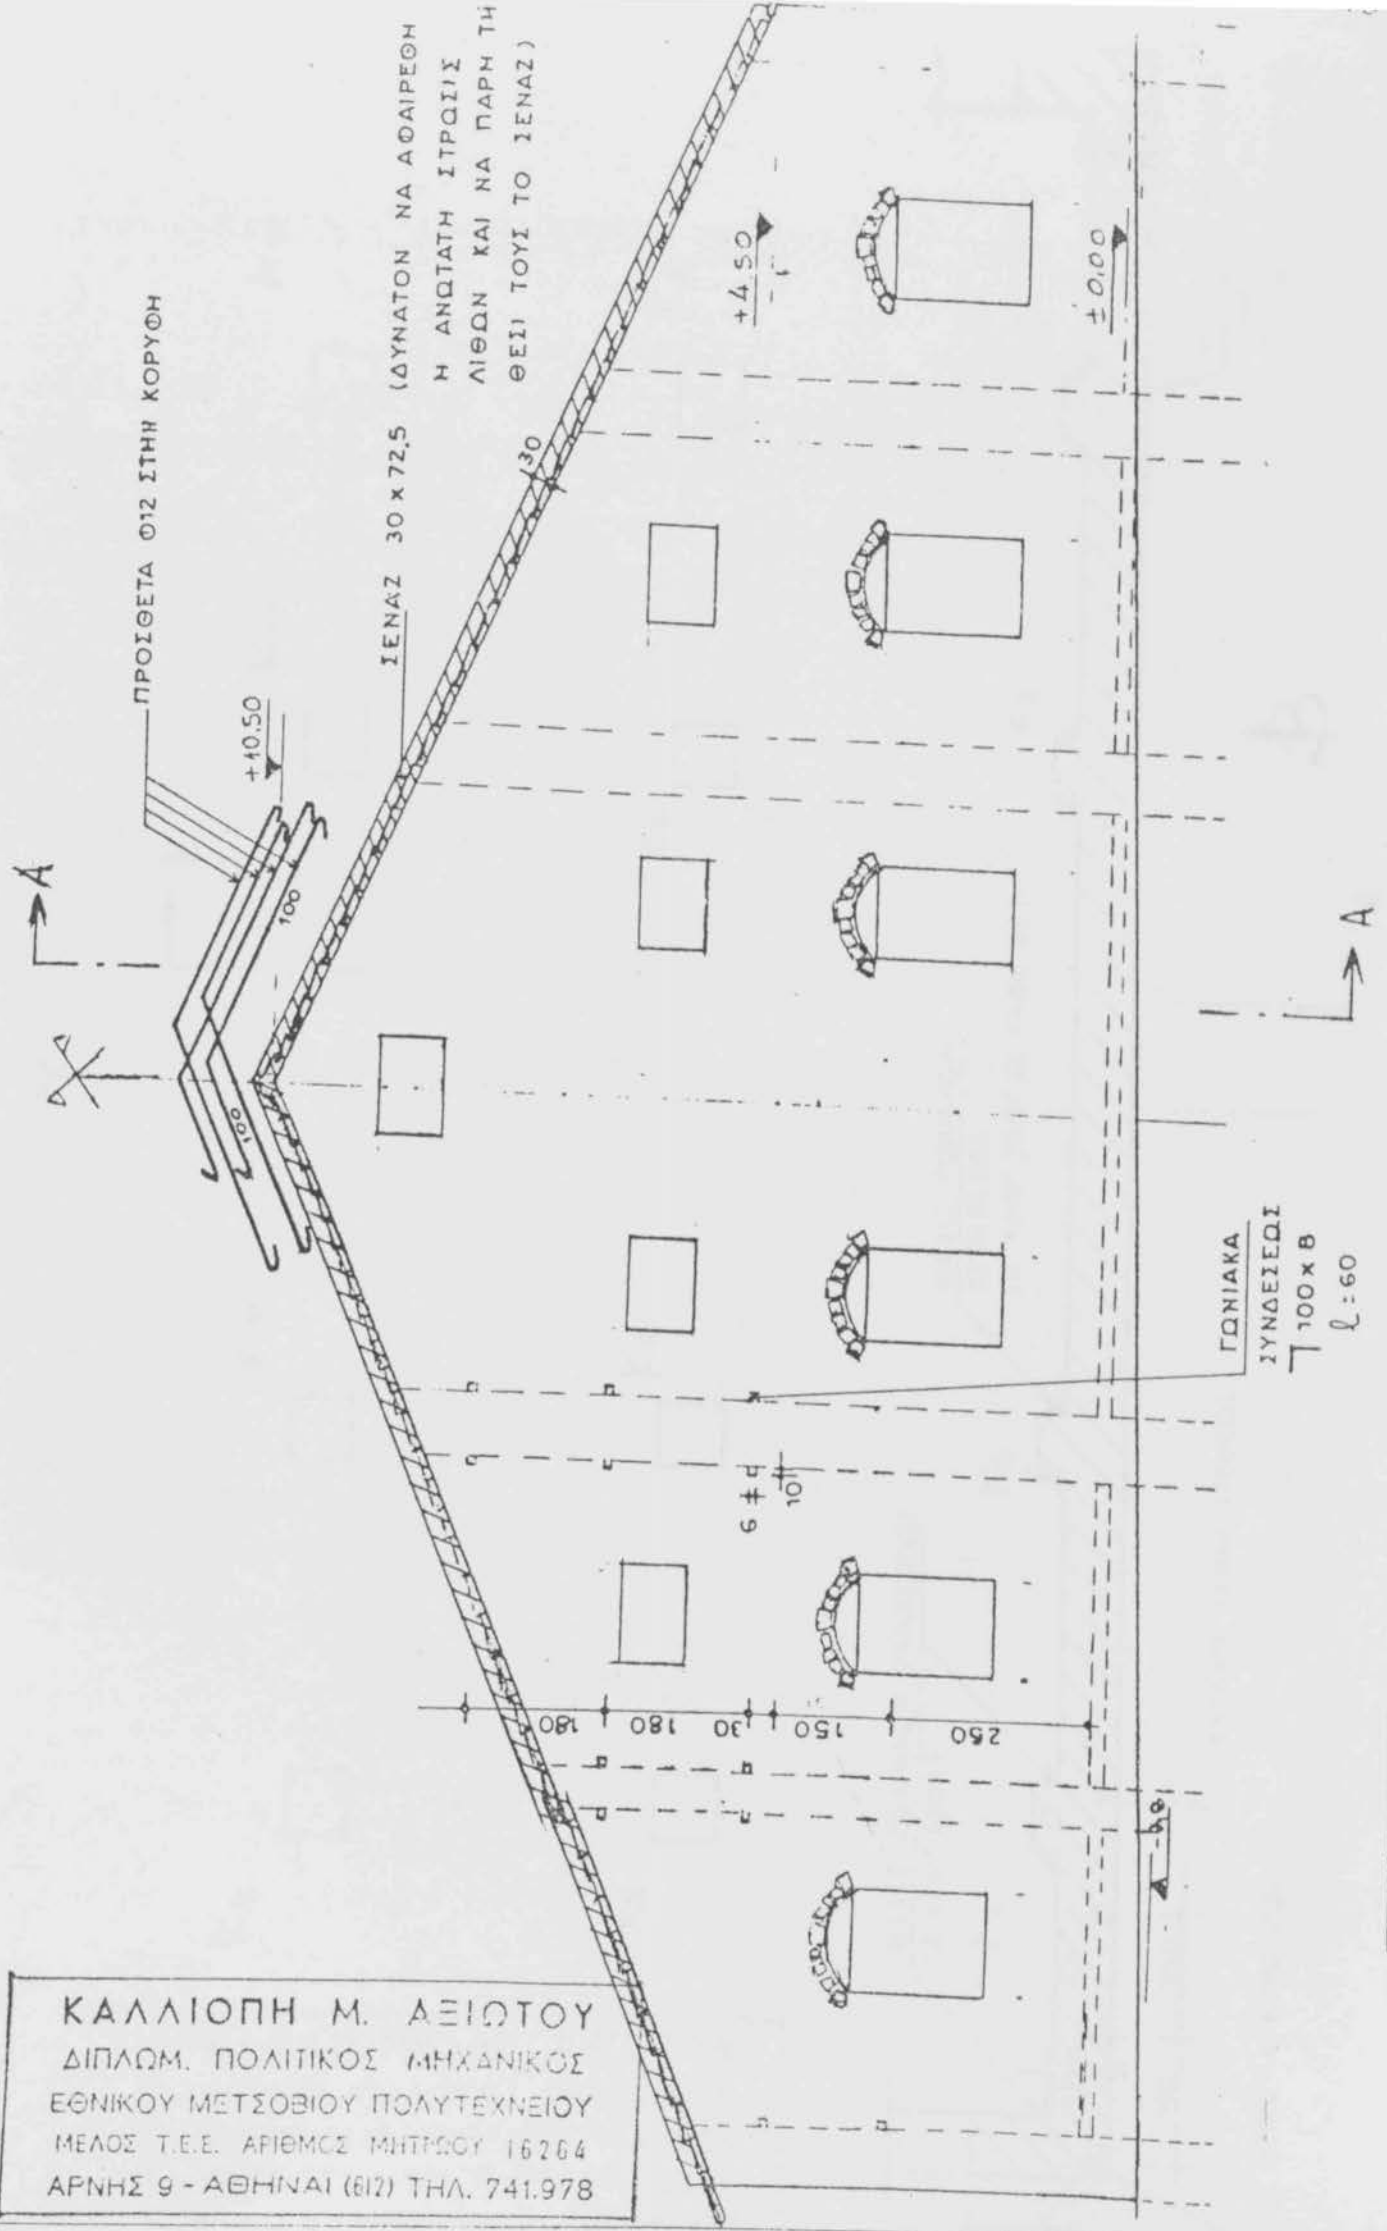 ΠΡΟΣΘΕΤΑ Φ12 ΣΤΗΝ ΚΟΡΥΦΗ
+10.50
A
100
100
ΣΕΝΑΖ 30 x 72,5 (ΔΥΝΑΤΟΝ ΝΑ ΑΦΑΙΡΕΘΗ
Η ΑΝΩΤΑΤΗ ΣΤΡΩΣΙΣ
ΛΙΘΩΝ ΚΑΙ ΝΑ ΠΑΡΗ ΤΗ
ΘΕΣΙ ΤΟΥΣ ΤΟ ΣΕΝΑΖ)
30
+4.50
±0.00
180
180
30
150
250
6
10
ΓΩΝΙΑΚΑ
ΣΥΝΔΕΣΕΩΣ
100 x 8
ℓ=60
A
ΚΑΛΛΙΟΠΗ Μ. ΑΞΙΩΤΟΥ
ΔΙΠΛΩΜ. ΠΟΛΙΤΙΚΟΣ ΜΗΧΑΝΙΚΟΣ
ΕΘΝΙΚΟΥ ΜΕΤΣΟΒΙΟΥ ΠΟΛΥΤΕΧΝΕΙΟΥ
ΜΕΛΟΣ Τ.Ε.Ε. ΑΡΙΘΜΟΣ ΜΗΤΡΩΟΥ 16264
ΑΡΝΗΣ 9 - ΑΘΗΝΑΙ (612) ΤΗΛ. 741.978